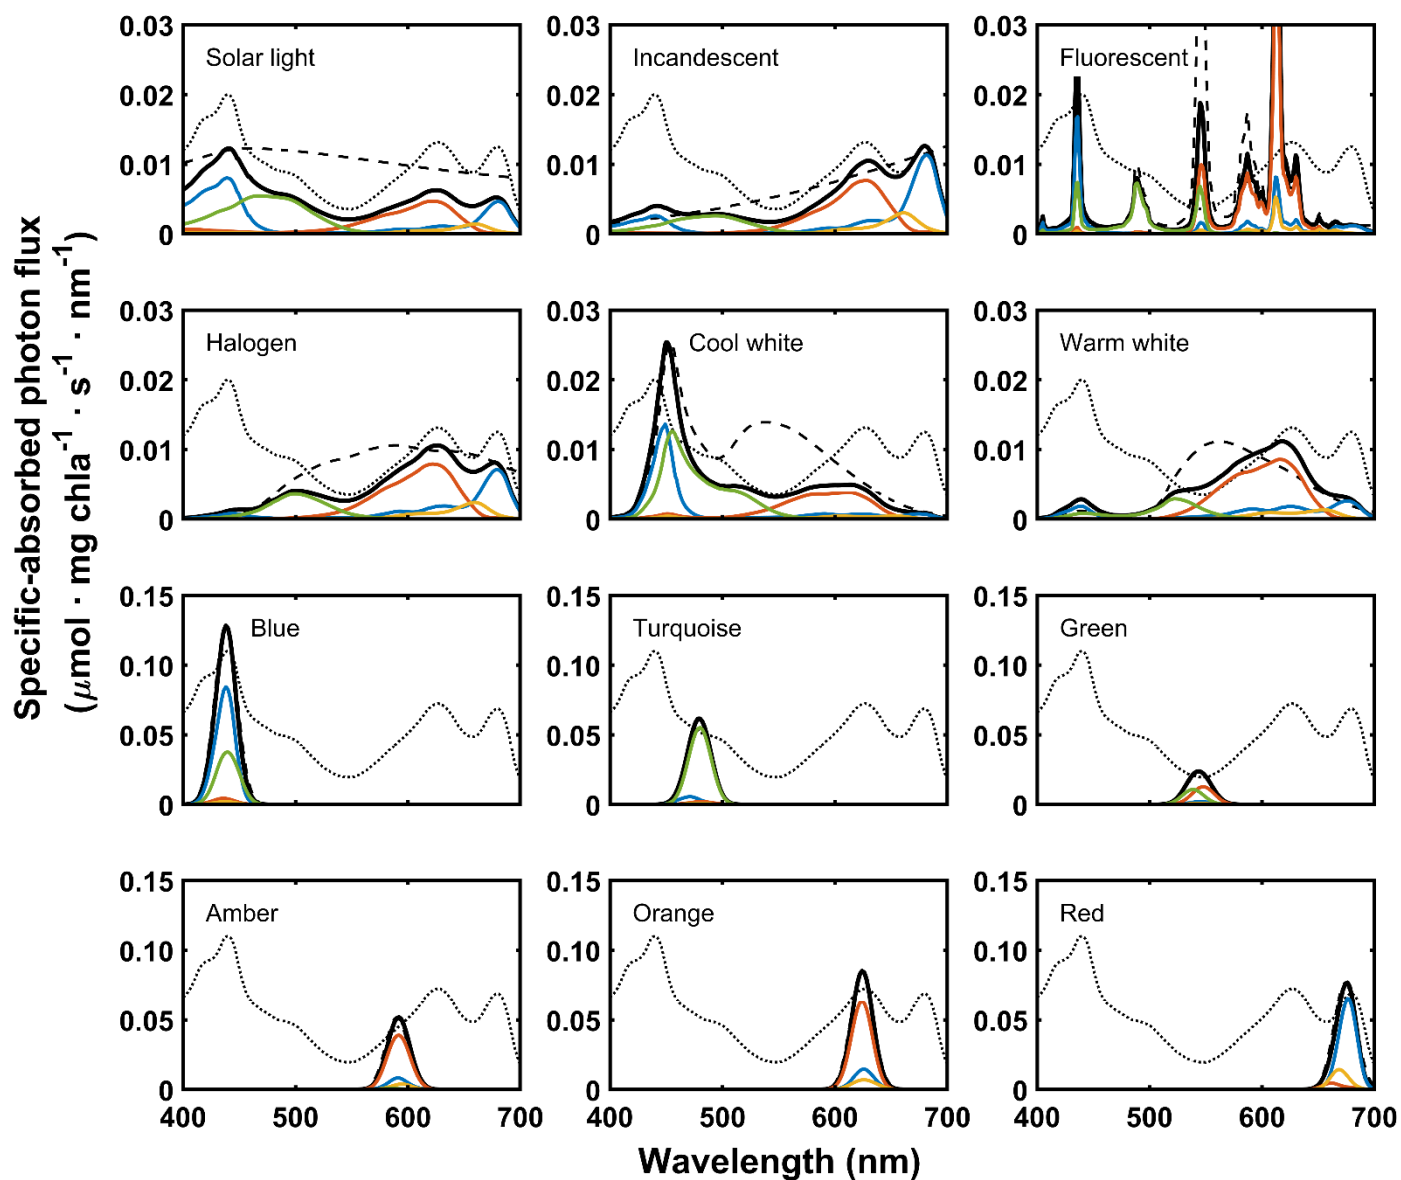 Specific-absorbed photon flux
(μmol · mg chla⁻¹ · s⁻¹ · nm⁻¹)
0.03
0.02
0.01
0
Solar light
0.03
0.02
0.01
0
Incandescent
0.03
0.02
0.01
0
Fluorescent
0.03
0.02
0.01
0
Halogen
0.03
0.02
0.01
0
Cool white
0.03
0.02
0.01
0
Warm white
0.15
0.10
0.05
0
Blue
0.15
0.10
0.05
0
Turquoise
0.15
0.10
0.05
0
Green
0.15
0.10
0.05
0
Amber
400 500 600 700
0.15
0.10
0.05
0
Orange
400 500 600 700
0.15
0.10
0.05
0
Red
400 500 600 700
Wavelength (nm)